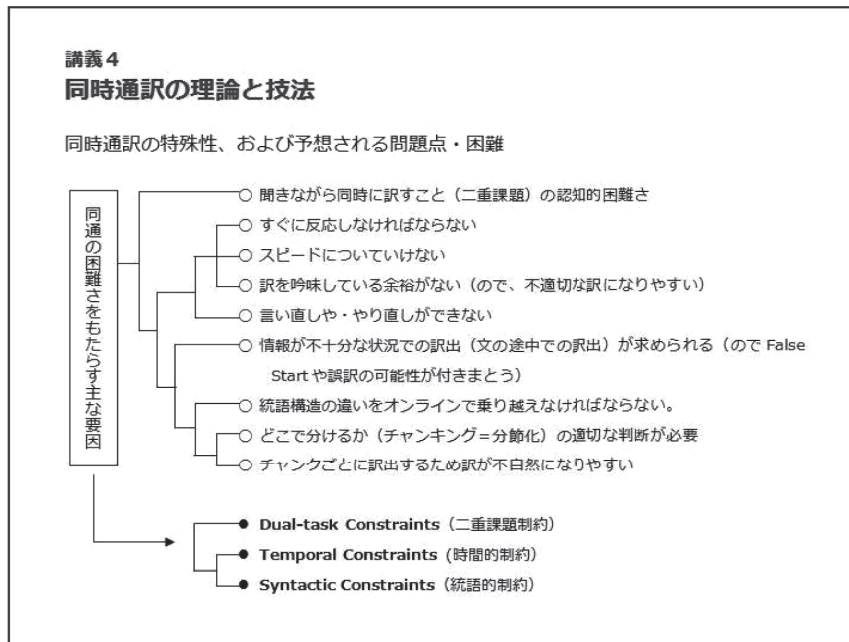 講義4
同時通訳の理論と技法
同時通訳の特殊性、および予想される問題点・困難
同通の困難さをもたらす主な要因
○ 聞きながら同時に訳すこと（二重課題）の認知的困難さ
○ すぐに反応しなければならない
○ スピードについていけない
○ 訳を吟味している余裕がない（ので、不適切な訳になりやすい）
○ 言い直しや・やり直しができない
○ 情報が不十分な状況での訳出（文の途中での訳出）が求められる（ので False
Start や誤訳の可能性が付きまとう）
○ 統語構造の違いをオンラインで乗り越えなければならない。
○ どこで分けるか（チャンキング＝分節化）の適切な判断が必要
○ チャンクごとに訳出するため訳が不自然になりやすい
● Dual-task Constraints（二重課題制約）
● Temporal Constraints（時間的制約）
● Syntactic Constraints（統語的制約）